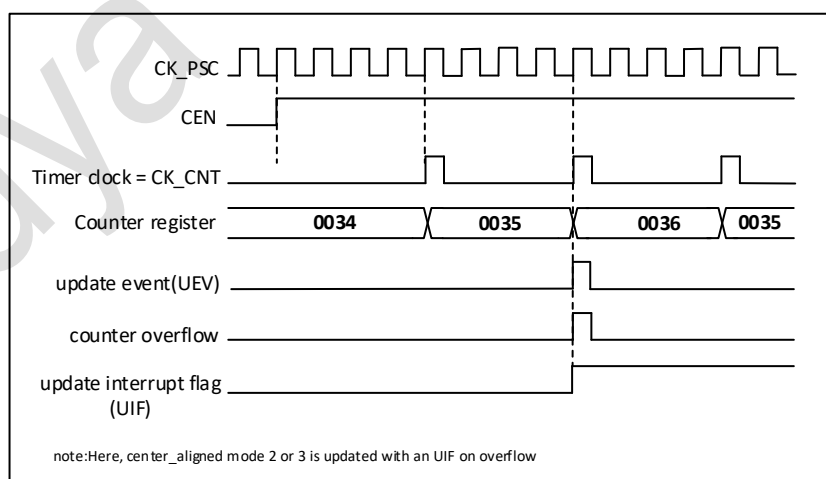 CK_PSC
CEN
Timer clock = CK_CNT
Counter register 0034 0035 0036 0035
update event(UEV)
counter overflow
update interrupt flag
(UIF)
note:Here, center_aligned mode 2 or 3 is updated with an UIF on overflow